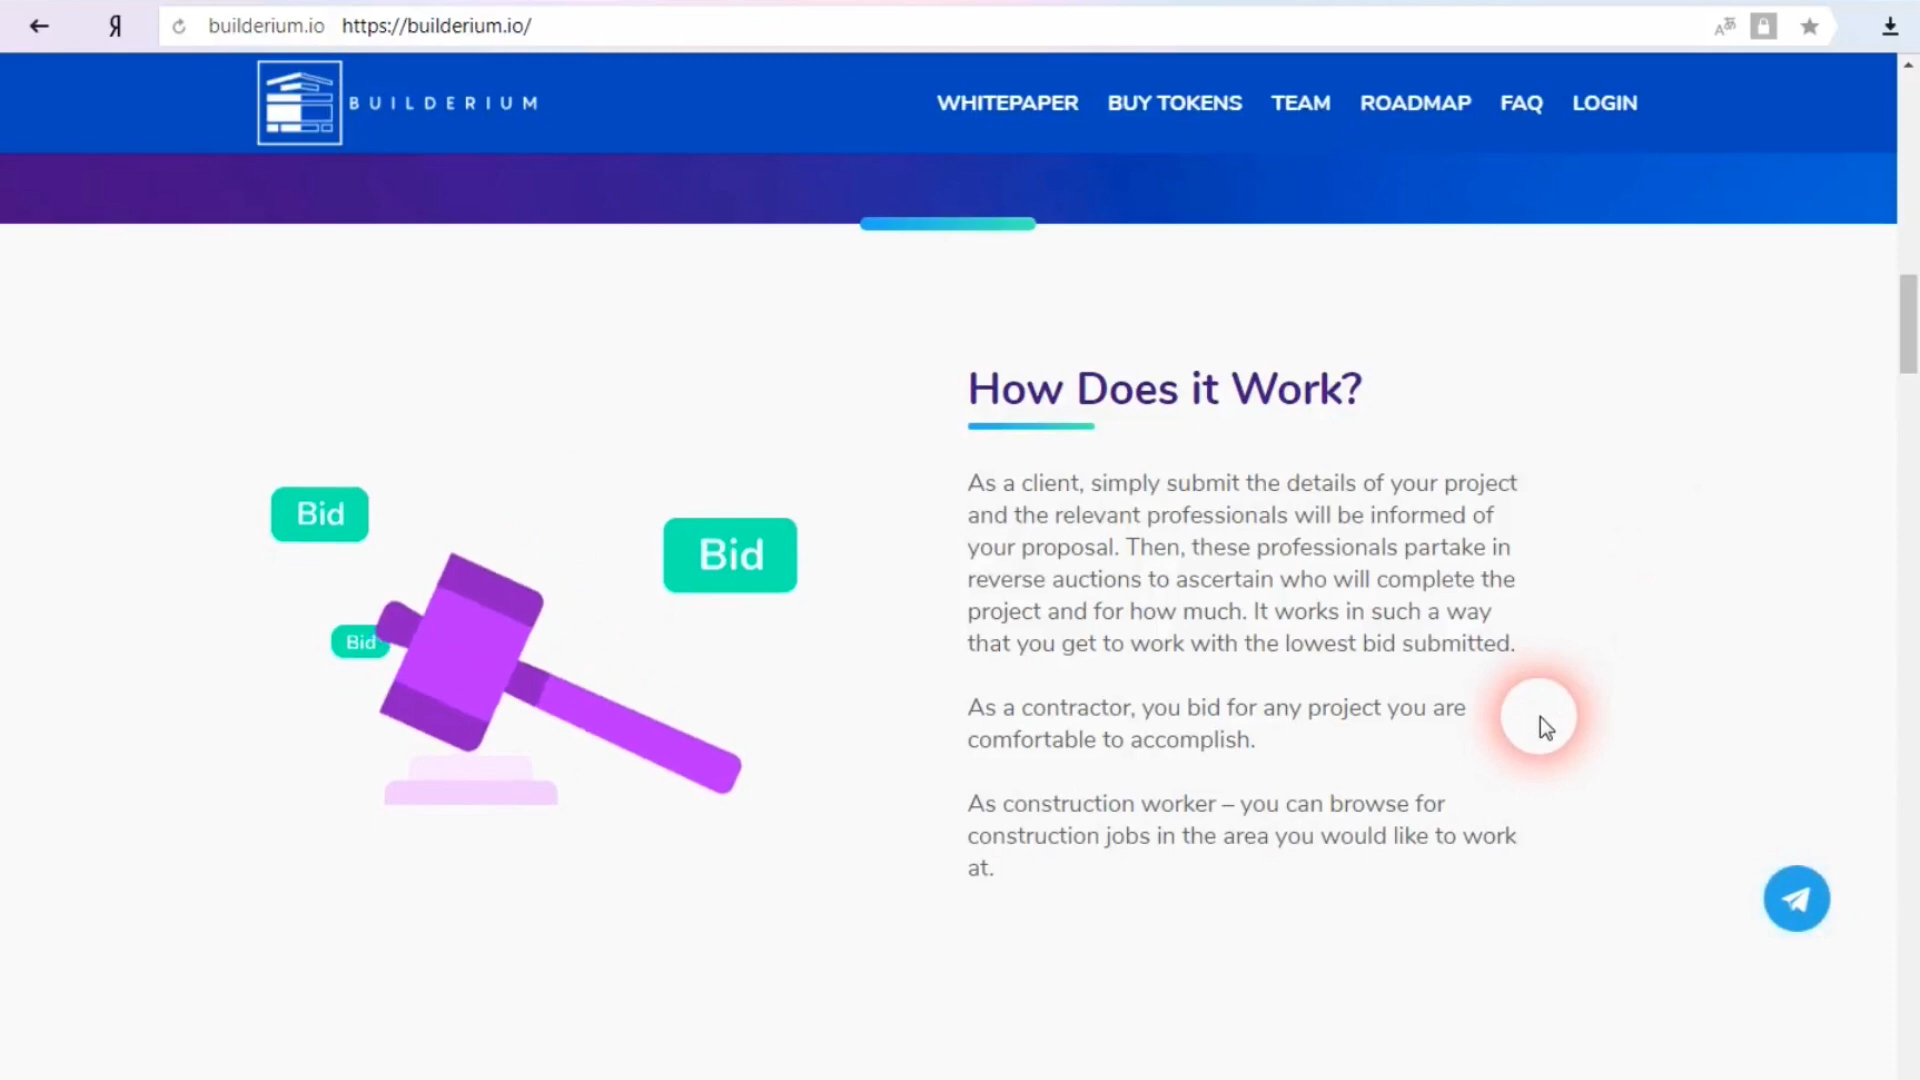 Я builderium.io https://builderium.io/
BUILDERIUM
WHITEPAPER BUY TOKENS TEAM ROADMAP FAQ LOGIN
How Does it Work?
As a client, simply submit the details of your project
and the relevant professionals will be informed of
your proposal. Then, these professionals partake in
reverse auctions to ascertain who will complete the
project and for how much. It works in such a way
that you get to work with the lowest bid submitted.
As a contractor, you bid for any project you are
comfortable to accomplish.
As construction worker – you can browse for
construction jobs in the area you would like to work
at.
Bid
Bid
Bid